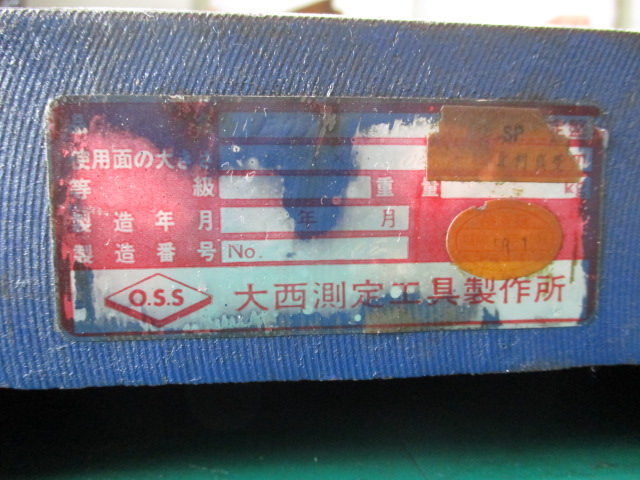 SP
使用面の大き
等級 重量
製造年月 年 月
製造番号 No.
O.S.S 大西測定工具製作所